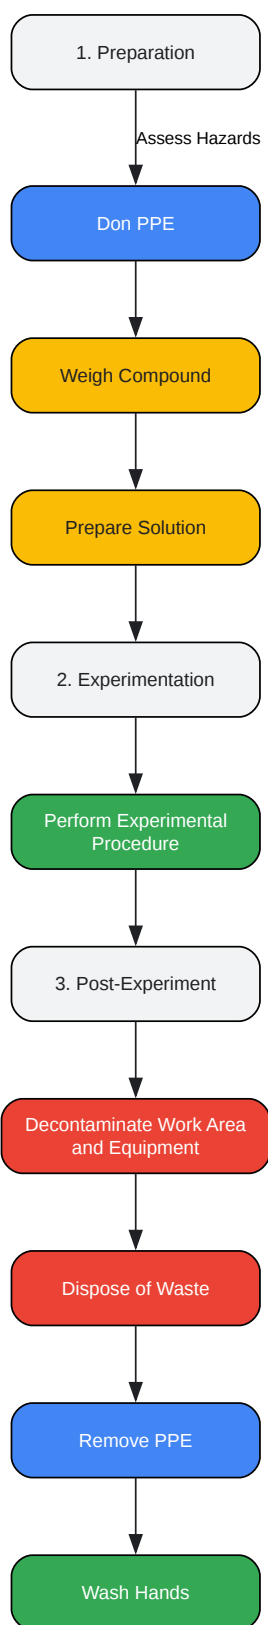 1. Preparation
Assess Hazards
Don PPE
Weigh Compound
Prepare Solution
2. Experimentation
Perform Experimental
Procedure
3. Post-Experiment
Decontaminate Work Area
and Equipment
Dispose of Waste
Remove PPE
Wash Hands